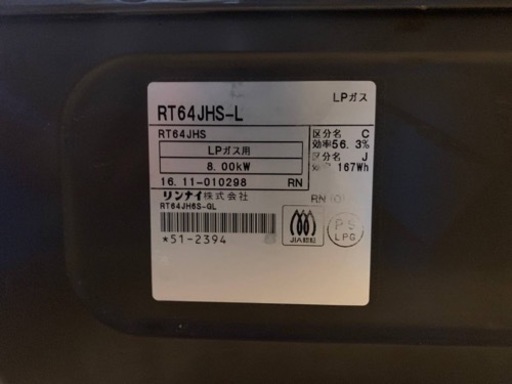 LPガス
RT64JHS-L
RT64JHS
LPガス用
8.00kW
区分名 C
効率56.3%
区分名 J
167Wh
16.11-010298 RN
リンナイ株式会社
RT64JH6S-GL
*51-2394
JIA認証
PS
LPG